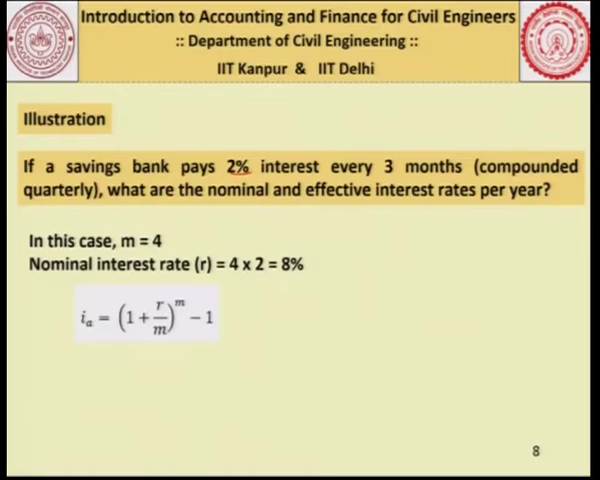 Introduction to Accounting and Finance for Civil Engineers
:: Department of Civil Engineering ::
IIT Kanpur & IIT Delhi
Illustration
If a savings bank pays 2% interest every 3 months (compounded
quarterly), what are the nominal and effective interest rates per year?
In this case, m = 4
Nominal interest rate (r) = 4 x 2 = 8%
i_a = (1 + r/m)^m − 1
8